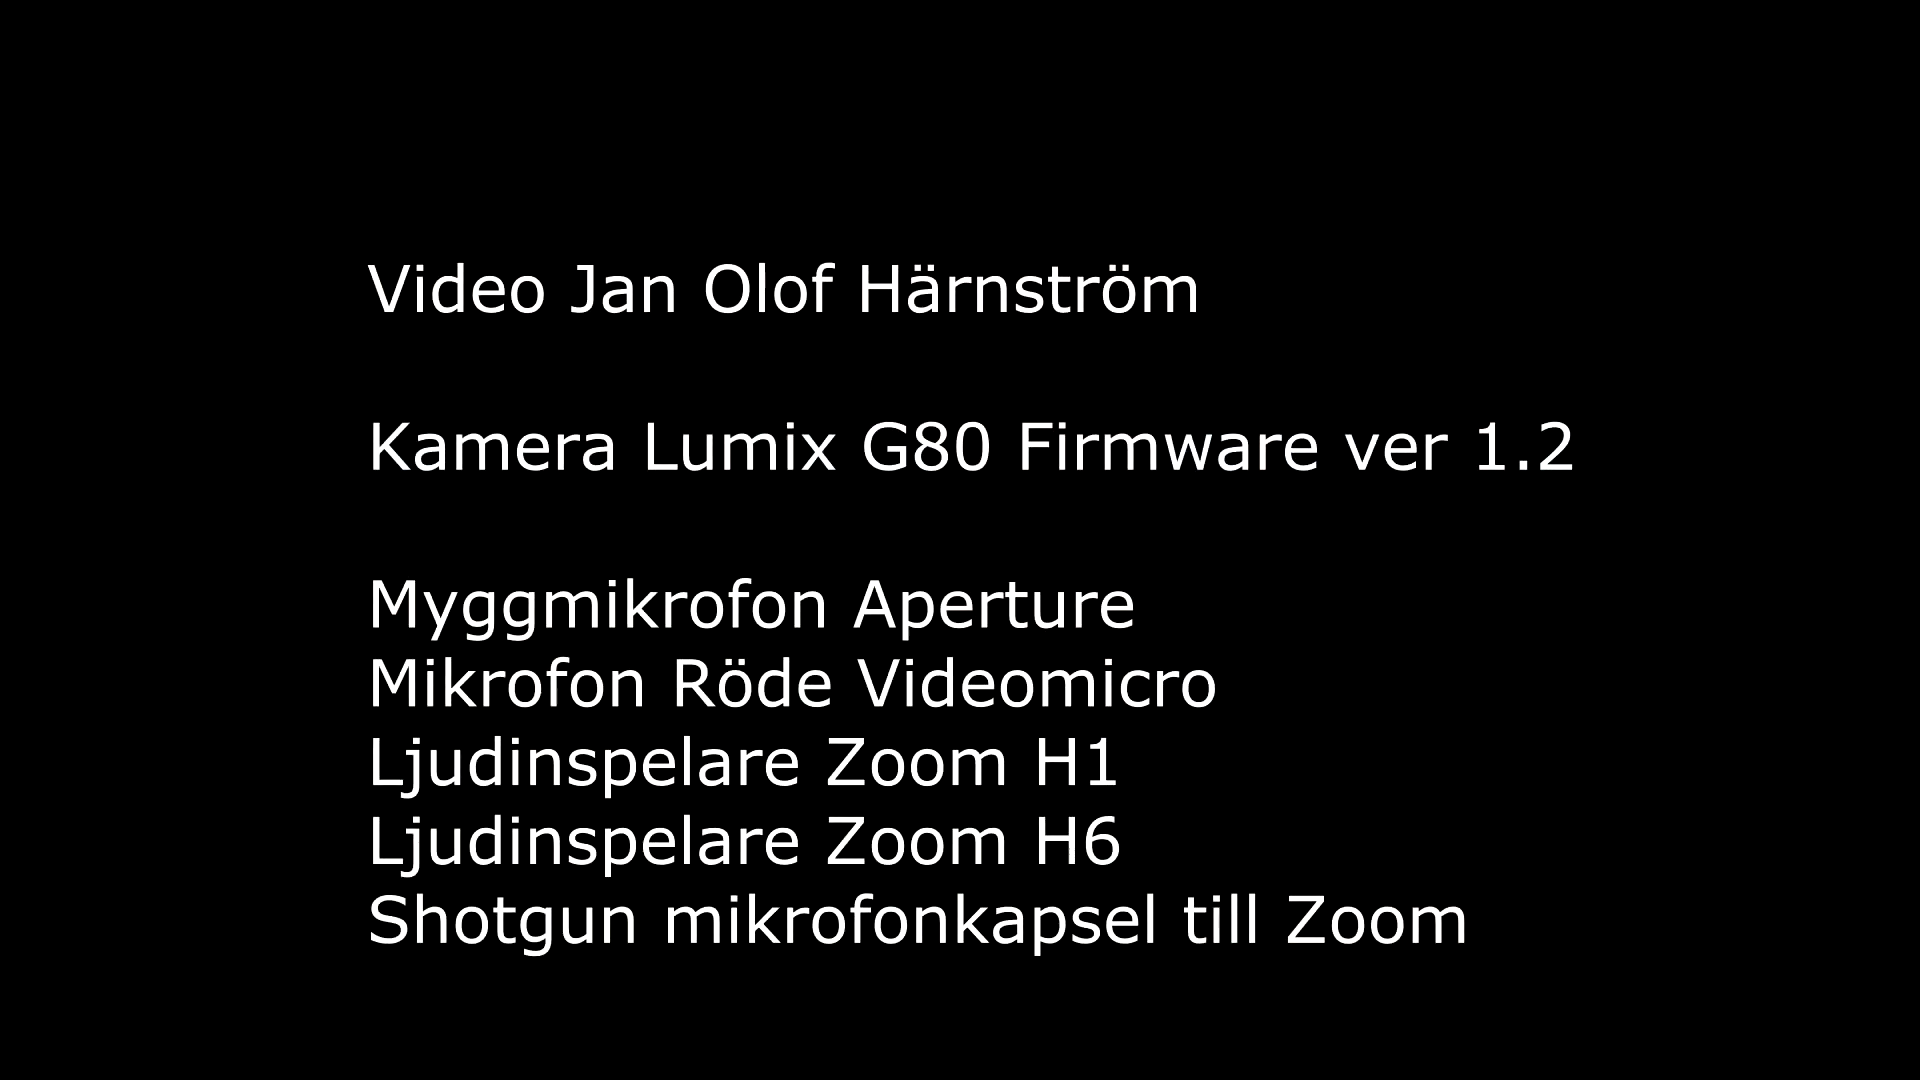 Video Jan Olof Härnström
Kamera Lumix G80 Firmware ver 1.2
Myggmikrofon Aperture
Mikrofon Röde Videomicro
Ljudinspelare Zoom H1
Ljudinspelare Zoom H6
Shotgun mikrofonkapsel till Zoom